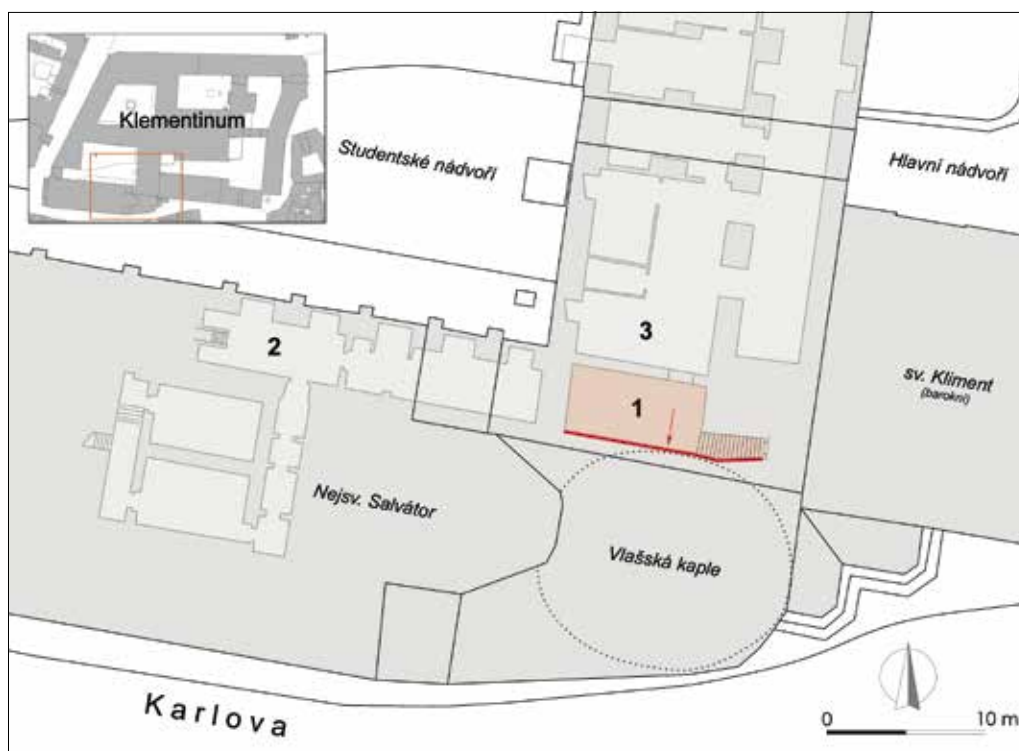 Klementinum
Studentské nádvoří
Hlavní nádvoří
3
2
sv. Kliment
(barokní)
1
Nejsv. Salvátor
Vlašská kaple
Karlova
0 10 m